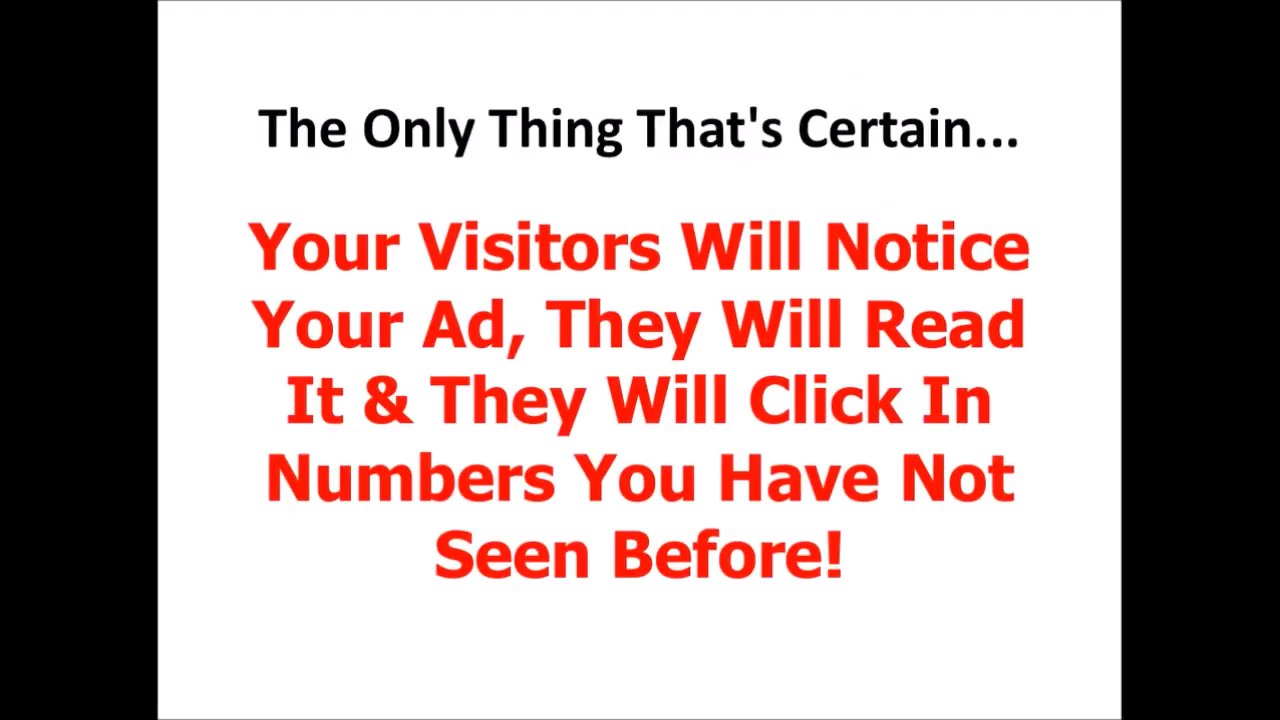 The Only Thing That's Certain...
Your Visitors Will Notice
Your Ad, They Will Read
It & They Will Click In
Numbers You Have Not
Seen Before!